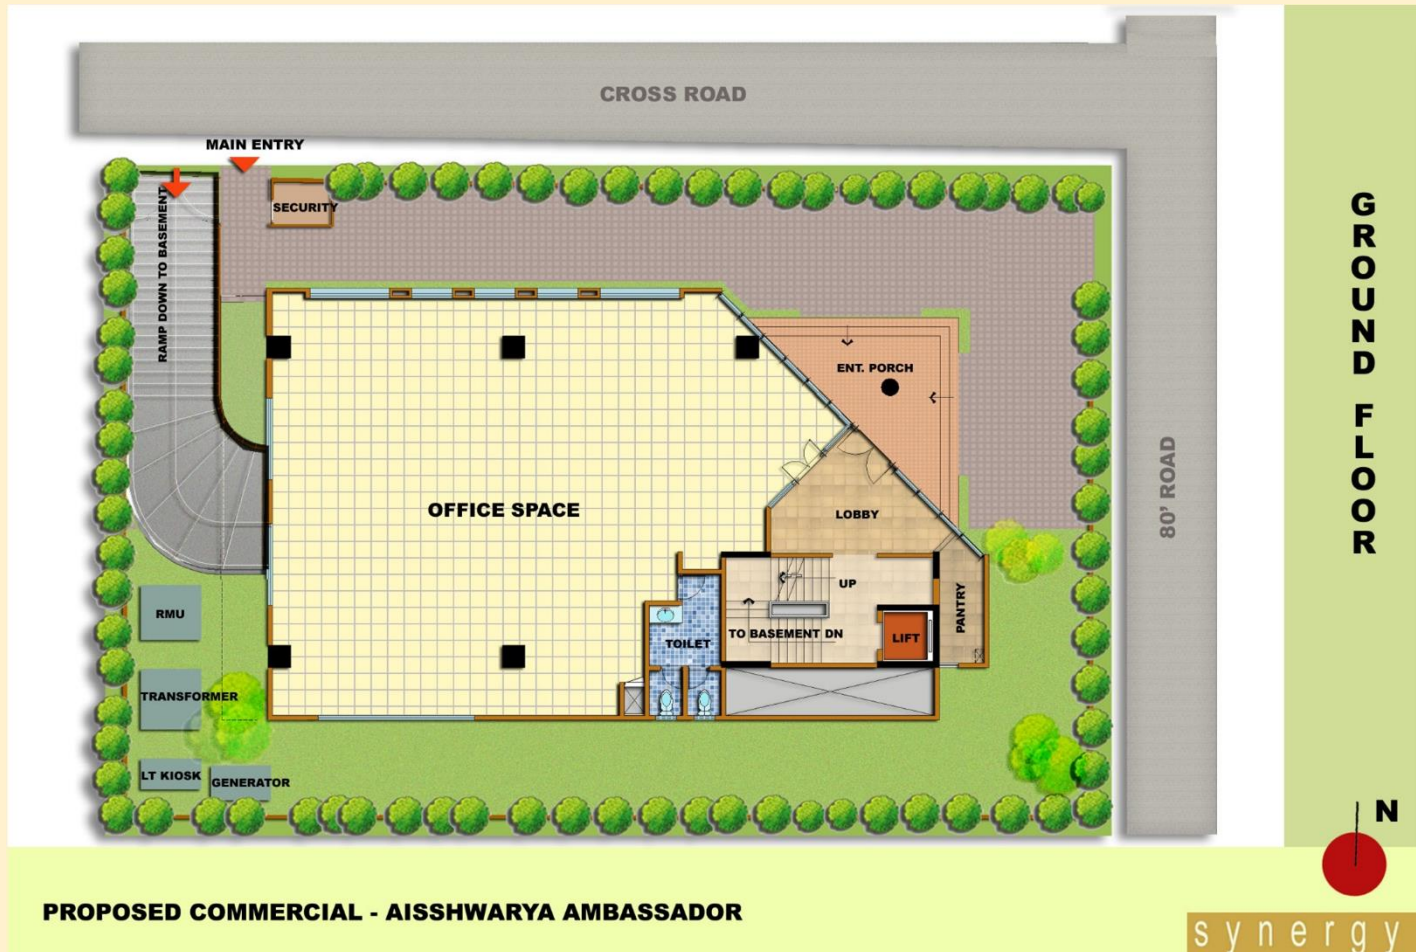 CROSS ROAD
MAIN ENTRY
SECURITY
RAMP DOWN TO BASEMENT
ENT. PORCH
OFFICE SPACE
LOBBY
80' ROAD
UP
PANTRY
RMU
TO BASEMENT DN
LIFT
TOILET
TRANSFORMER
LT KIOSK
GENERATOR
GROUND FLOOR
N
PROPOSED COMMERCIAL - AISSHWARYA AMBASSADOR
synergy